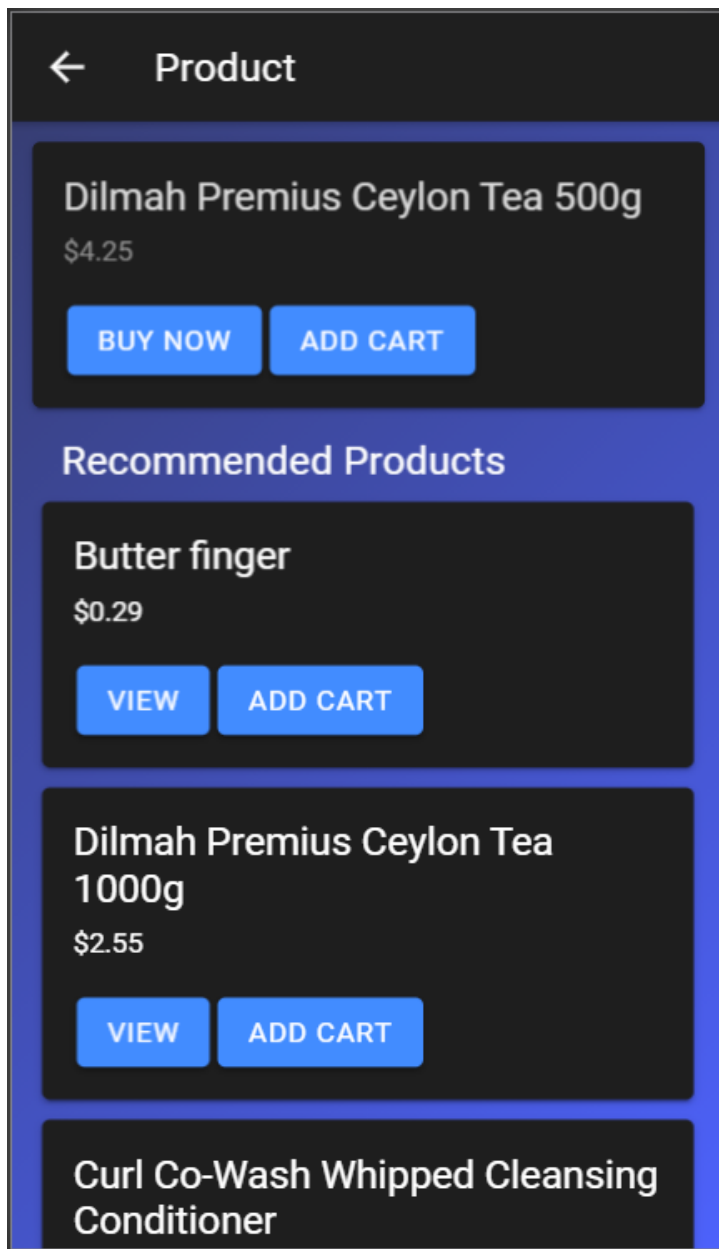 Product
Dilmah Premius Ceylon Tea 500g
$4.25
BUY NOW ADD CART
Recommended Products
Butter finger
$0.29
VIEW ADD CART
Dilmah Premius Ceylon Tea
1000g
$2.55
VIEW ADD CART
Curl Co-Wash Whipped Cleansing
Conditioner